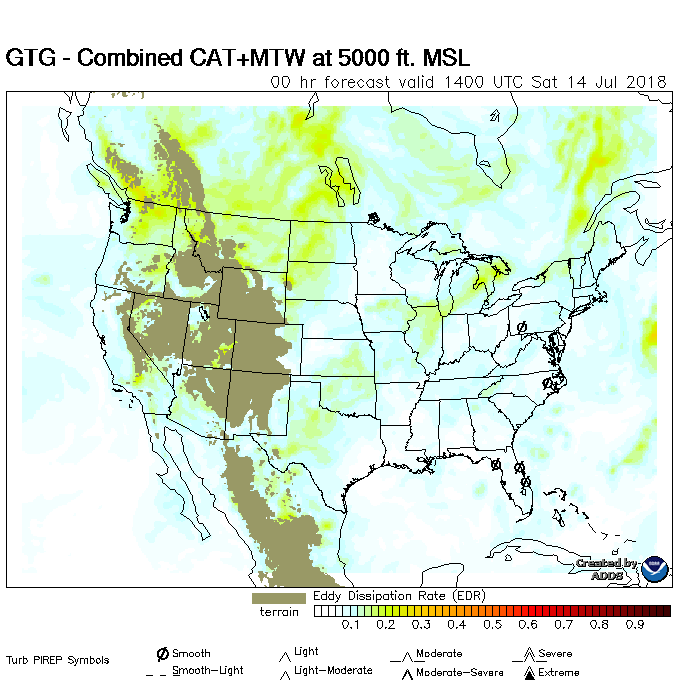 GTG - Combined CAT+MTW at 5000 ft. MSL
00 hr forecast valid 1400 UTC Sat 14 Jul 2018
Created by
ADDS
Eddy Dissipation Rate (EDR)
terrain
0.1 0.2 0.3 0.4 0.5 0.6 0.7 0.8 0.9
Turb PIREP Symbols
Smooth Light Moderate Severe
Smooth-Light Light-Moderate Moderate-Severe Extreme